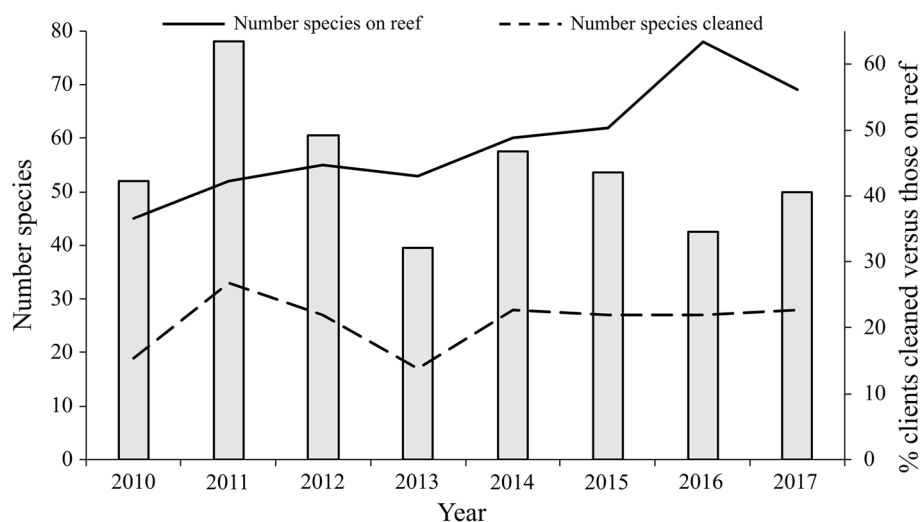 Number species on reef
Number species cleaned
Number species
80
70
60
50
40
30
20
10
0
60
50
40
30
20
10
0
% clients cleaned versus those on reef
2010 2011 2012 2013 2014 2015 2016 2017
Year